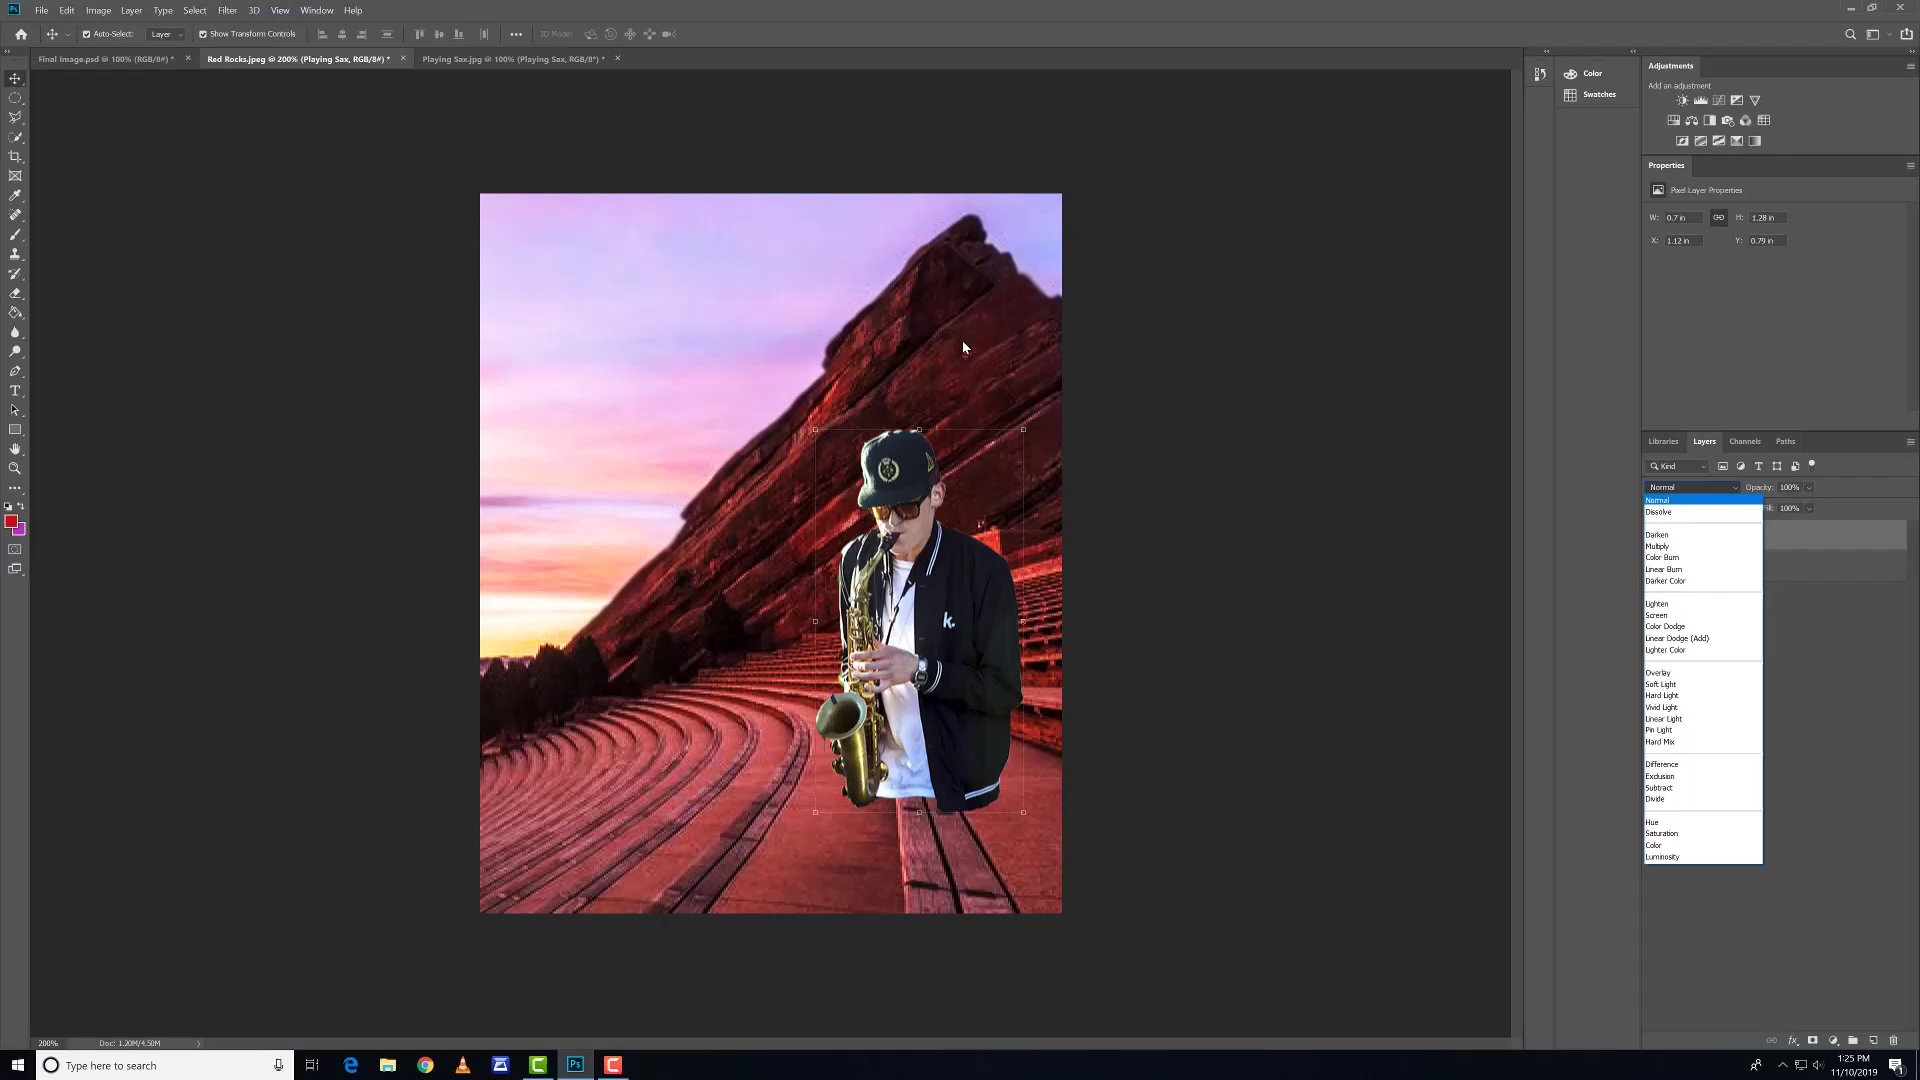 Ps File Edit Image Layer Type Select Filter 3D View Window Help
Auto-Select: Layer Show Transform Controls 3D Mode:
Final Image.psd @ 100% (RGB/8#) * Red Rocks.jpeg @ 200% (Playing Sax, RGB/8#) * Playing Sax.jpg @ 100% (Playing Sax, RGB/8*) *
Color
Swatches
Adjustments
Add an adjustment
Properties
Pixel Layer Properties
W: 0.7 in H: 1.28 in
X: 1.12 in Y: 0.79 in
Libraries Layers Channels Paths
Kind
Normal Opacity: 100%
Normal
Fill: 100%
Dissolve
Darken
Multiply
Color Burn
Linear Burn
Darker Color
Lighten
Screen
Color Dodge
Linear Dodge (Add)
Lighter Color
Overlay
Soft Light
Hard Light
Vivid Light
Linear Light
Pin Light
Hard Mix
Difference
Exclusion
Subtract
Divide
Hue
Saturation
Color
Luminosity
k.
200% Doc: 1.20M/4.50M
Type here to search
Ps
1:25 PM
11/10/2019